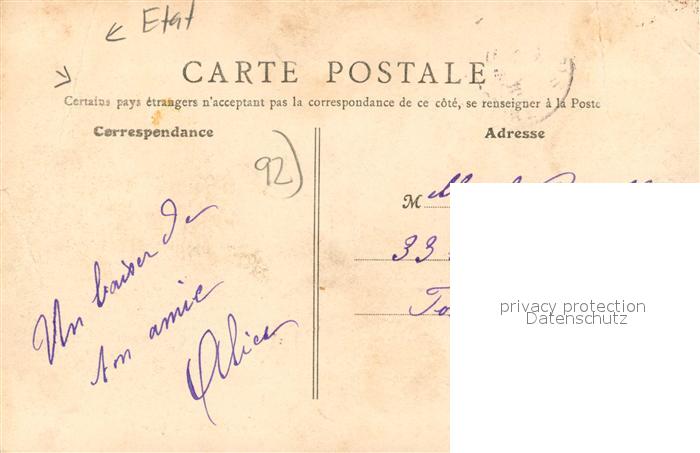 Etat
CARTE POSTALE
Certains pays étrangers n'acceptant pas la correspondance de ce côté, se renseigner à la Poste
Correspondance
Adresse
92)
M
33
Un baiser de
ton amie
Alice
privacy protection
Datenschutz